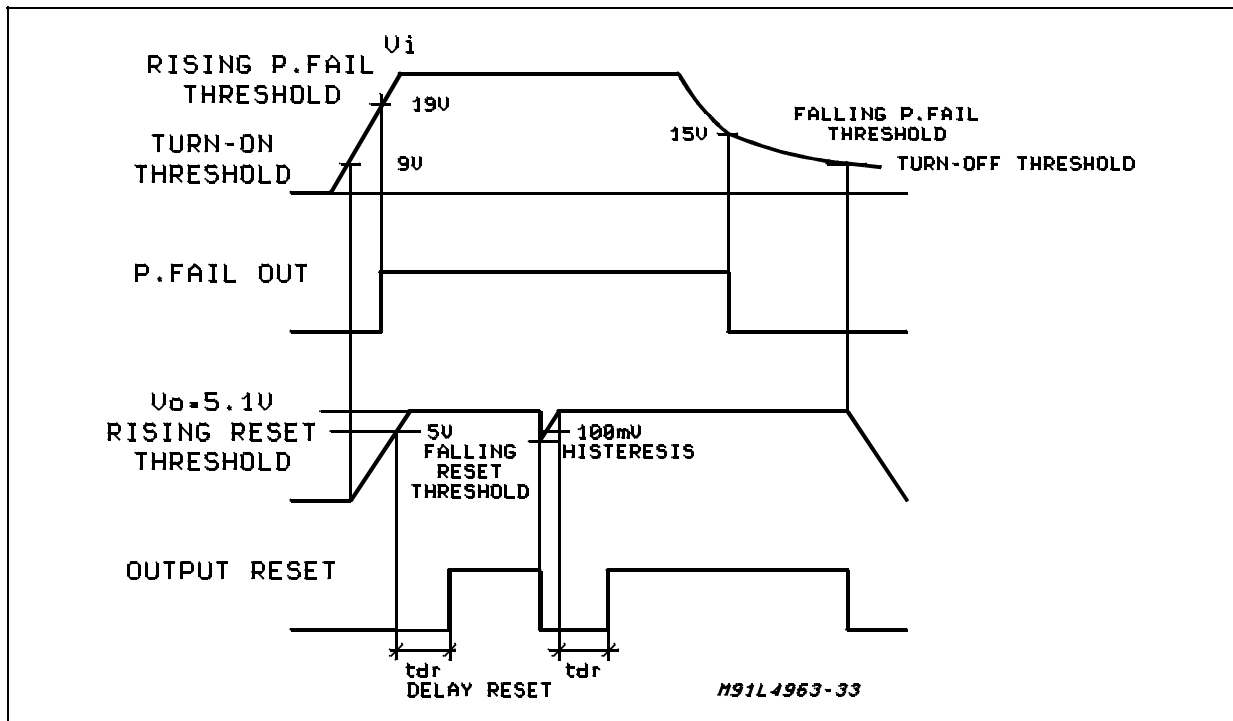 Vi
RISING P.FAIL
THRESHOLD
19V
TURN-ON
THRESHOLD
9V
15V
FALLING P.FAIL
THRESHOLD
TURN-OFF THRESHOLD
P.FAIL OUT
Vo=5.1V
RISING RESET
THRESHOLD
5V
FALLING
RESET
THRESHOLD
100mV
HISTERESIS
OUTPUT RESET
tdr
tdr
DELAY RESET
M91L4963-33